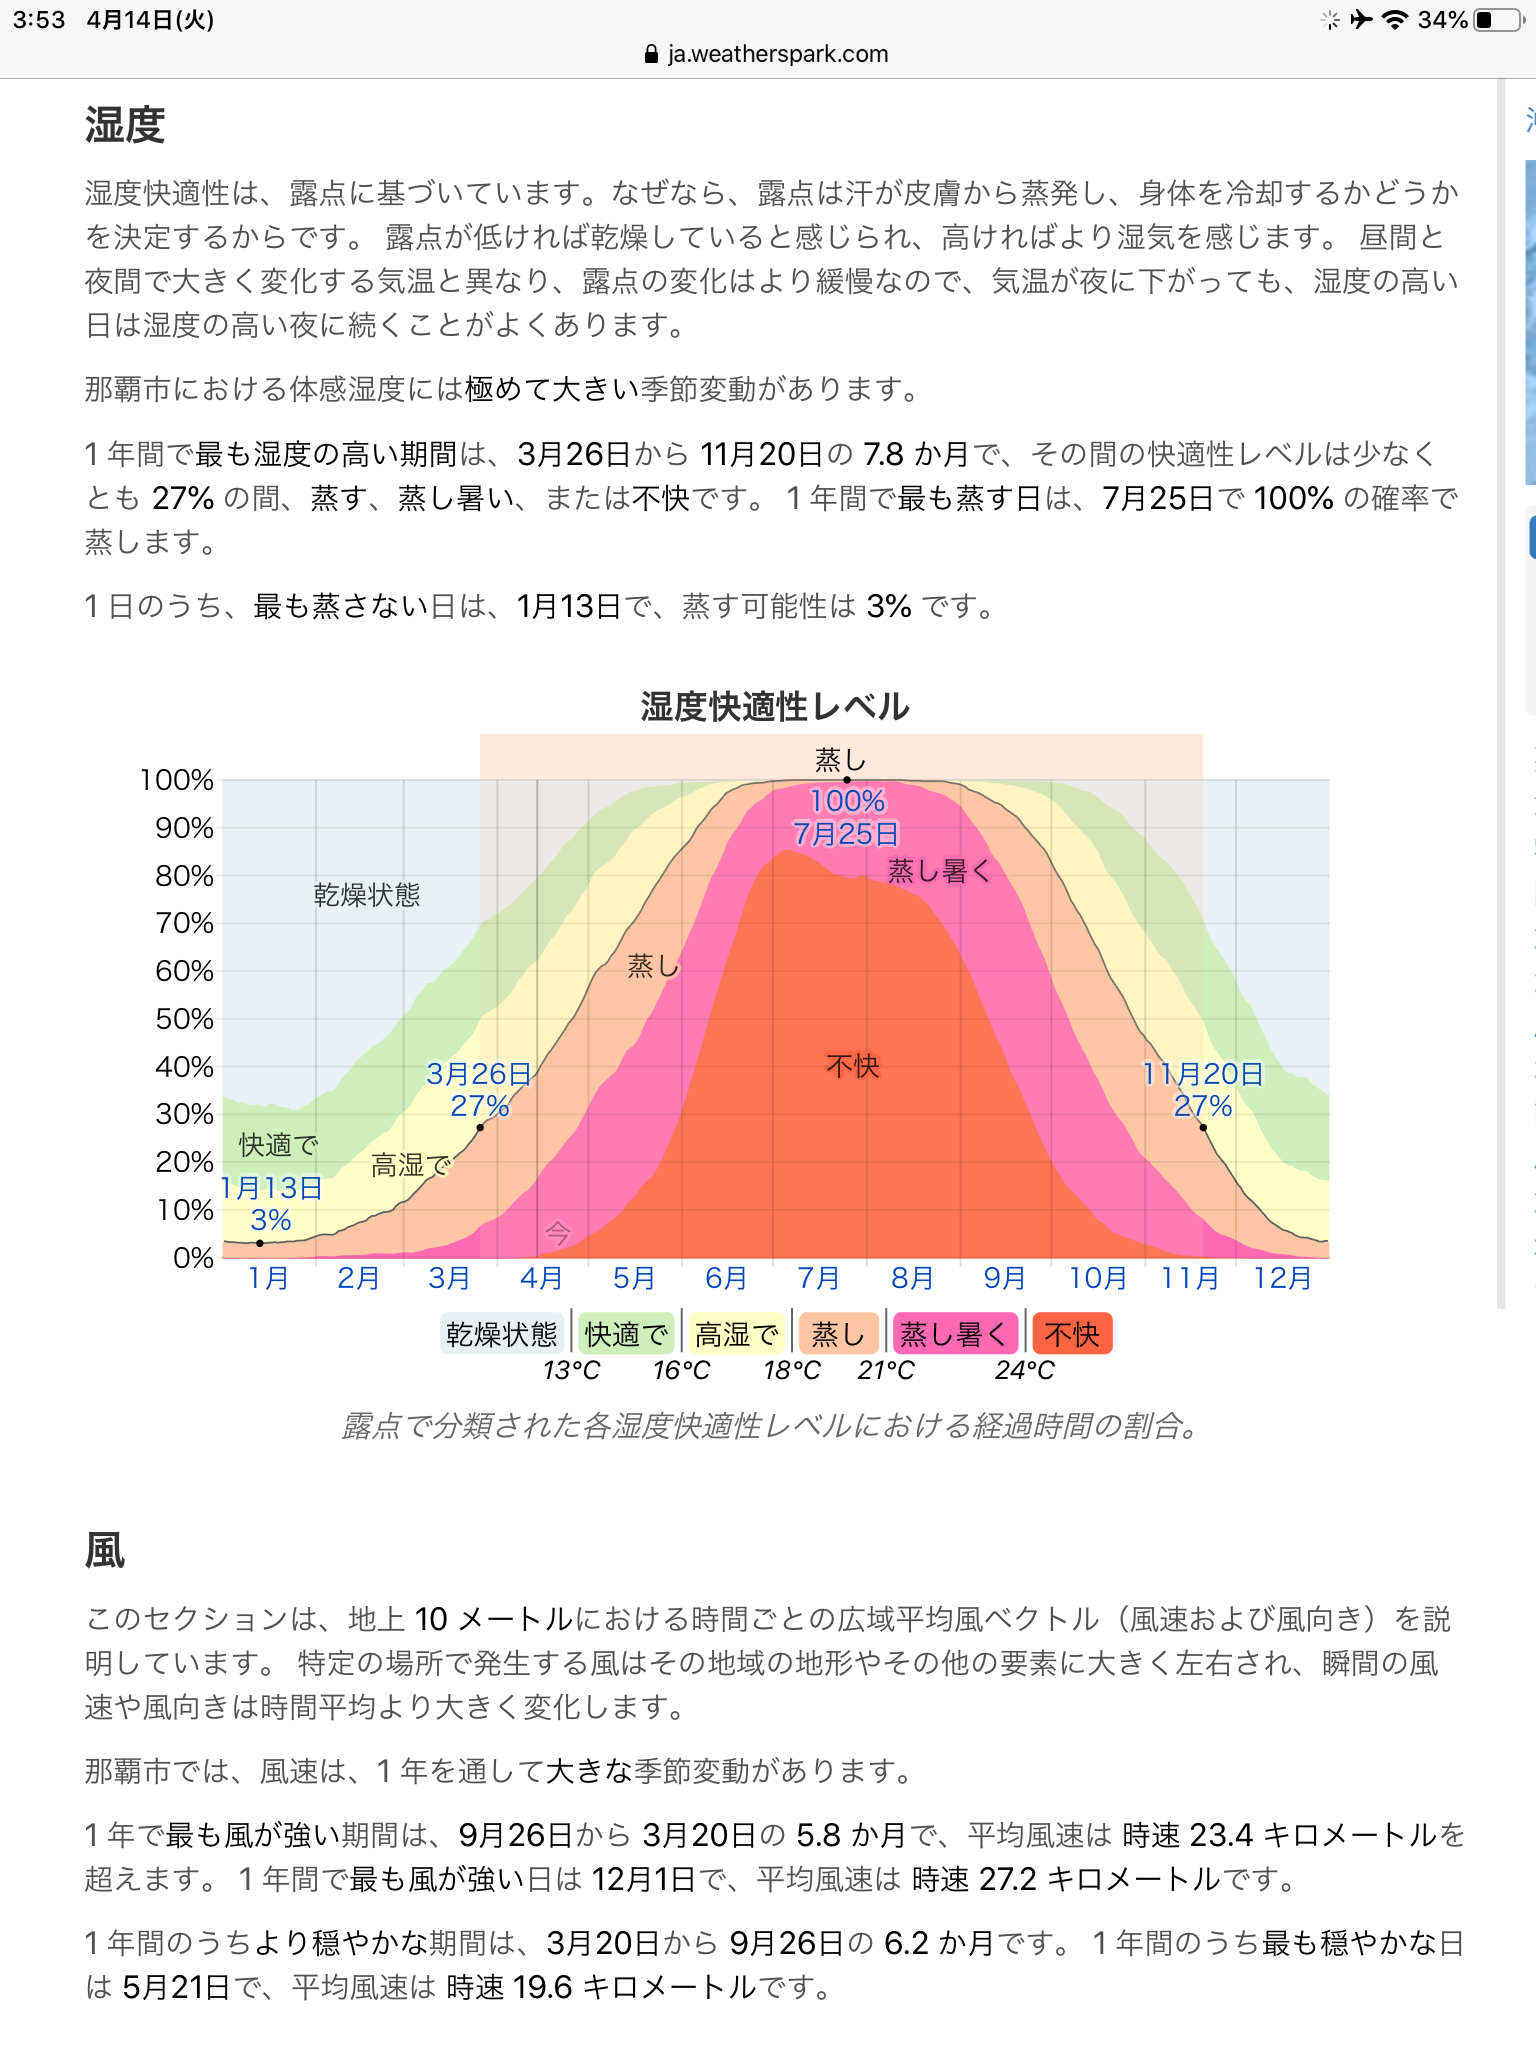 3:53 4月14日(火)
34%
ja.weatherspark.com
湿度
湿度快適性は、露点に基づいています。なぜなら、露点は汗が皮膚から蒸発し、身体を冷却するかどうか
を決定するからです。 露点が低ければ乾燥していると感じられ、高ければより湿気を感じます。 昼間と
夜間で大きく変化する気温と異なり、露点の変化はより緩慢なので、気温が夜に下がっても、湿度の高い
日は湿度の高い夜に続くことがよくあります。
那覇市における体感湿度には極めて大きい季節変動があります。
1 年間で最も湿度の高い期間は、3月26日から 11月20日の 7.8 か月で、その間の快適性レベルは少なく
とも 27% の間、蒸す、蒸し暑い、または不快です。 1 年間で最も蒸す日は、7月25日で 100% の確率で
蒸します。
1 日のうち、最も蒸さない日は、1月13日で、蒸す可能性は 3% です。
湿度快適性レベル
蒸し
100%
100%
7月25日
90%
蒸し暑く
80%
乾燥状態
70%
蒸し
60%
50%
不快
40%
3月26日
27%
11月20日
27%
30%
快適で
高湿で
20%
1月13日
3%
10%
今
0%
1月 2月 3月 4月 5月 6月 7月 8月 9月 10月 11月 12月
乾燥状態 快適で 高湿で 蒸し 蒸し暑く 不快
13°C 16°C 18°C 21°C 24°C
露点で分類された各湿度快適性レベルにおける経過時間の割合。
風
このセクションは、地上 10 メートルにおける時間ごとの広域平均風ベクトル（風速および風向き）を説
明しています。 特定の場所で発生する風はその地域の地形やその他の要素に大きく左右され、瞬間の風
速や風向きは時間平均より大きく変化します。
那覇市では、風速は、1 年を通して大きな季節変動があります。
1 年で最も風が強い期間は、9月26日から 3月20日の 5.8 か月で、平均風速は 時速 23.4 キロメートルを
超えます。 1 年間で最も風が強い日は 12月1日で、平均風速は 時速 27.2 キロメートルです。
1 年間のうちより穏やかな期間は、3月20日から 9月26日の 6.2 か月です。 1 年間のうち最も穏やかな日
は 5月21日で、平均風速は 時速 19.6 キロメートルです。